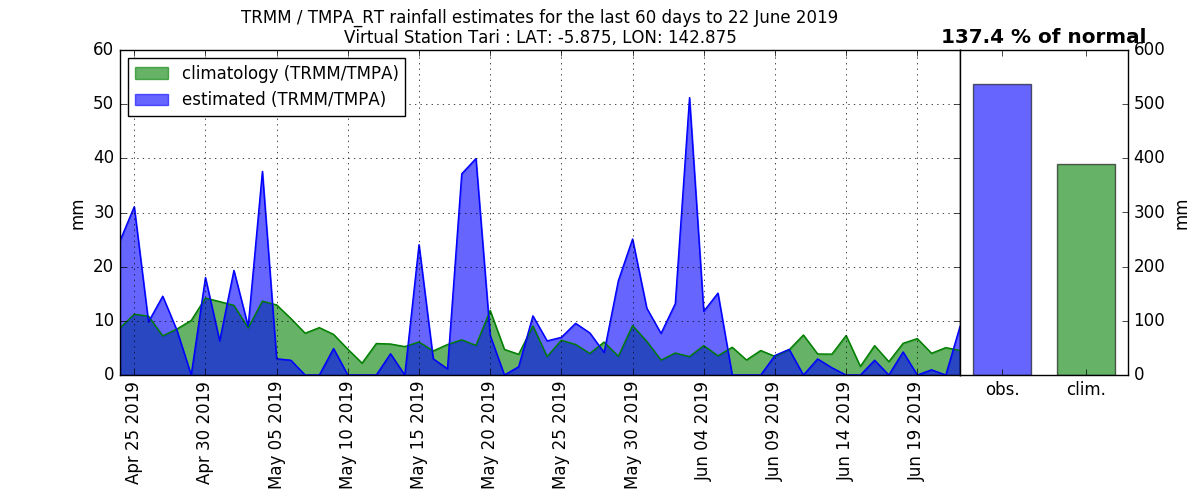 TRMM / TMPA_RT rainfall estimates for the last 60 days to 22 June 2019
Virtual Station Tari : LAT: -5.875, LON: 142.875
137.4 % of normal
climatology (TRMM/TMPA)
estimated (TRMM/TMPA)
60
50
40
30
20
10
0
mm
Apr 25 2019
Apr 30 2019
May 05 2019
May 10 2019
May 15 2019
May 20 2019
May 25 2019
May 30 2019
Jun 04 2019
Jun 09 2019
Jun 14 2019
Jun 19 2019
obs.
clim.
600
500
400
300
200
100
0
mm